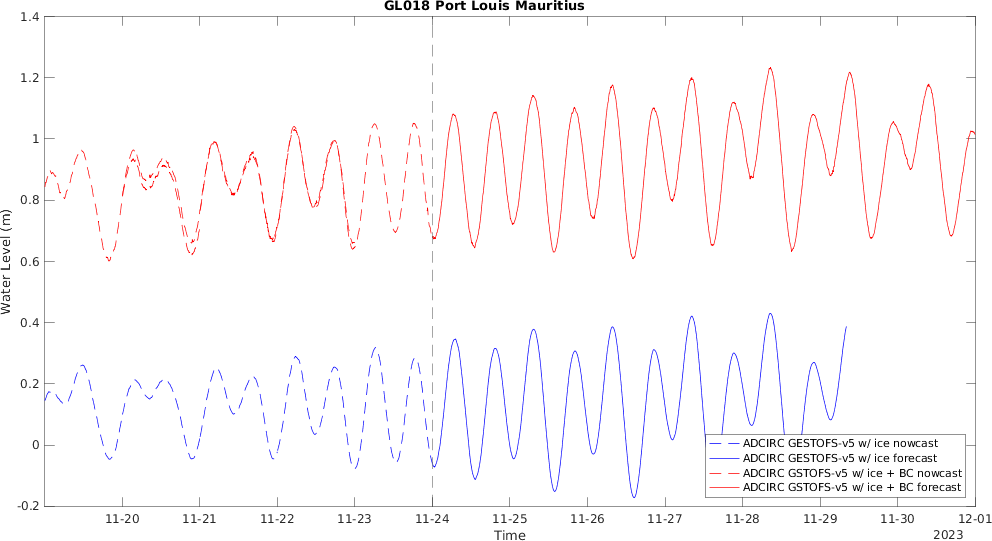 GL018 Port Louis Mauritius
Water Level (m)
1.4
1.2
1
0.8
0.6
0.4
0.2
0
-0.2
ADCIRC GESTOFS-v5 w/ ice nowcast
ADCIRC GESTOFS-v5 w/ ice forecast
ADCIRC GSTOFS-v5 w/ ice + BC nowcast
ADCIRC GSTOFS-v5 w/ ice + BC forecast
11-20 11-21 11-22 11-23 11-24 11-25 11-26 11-27 11-28 11-29 11-30 12-01
Time
2023